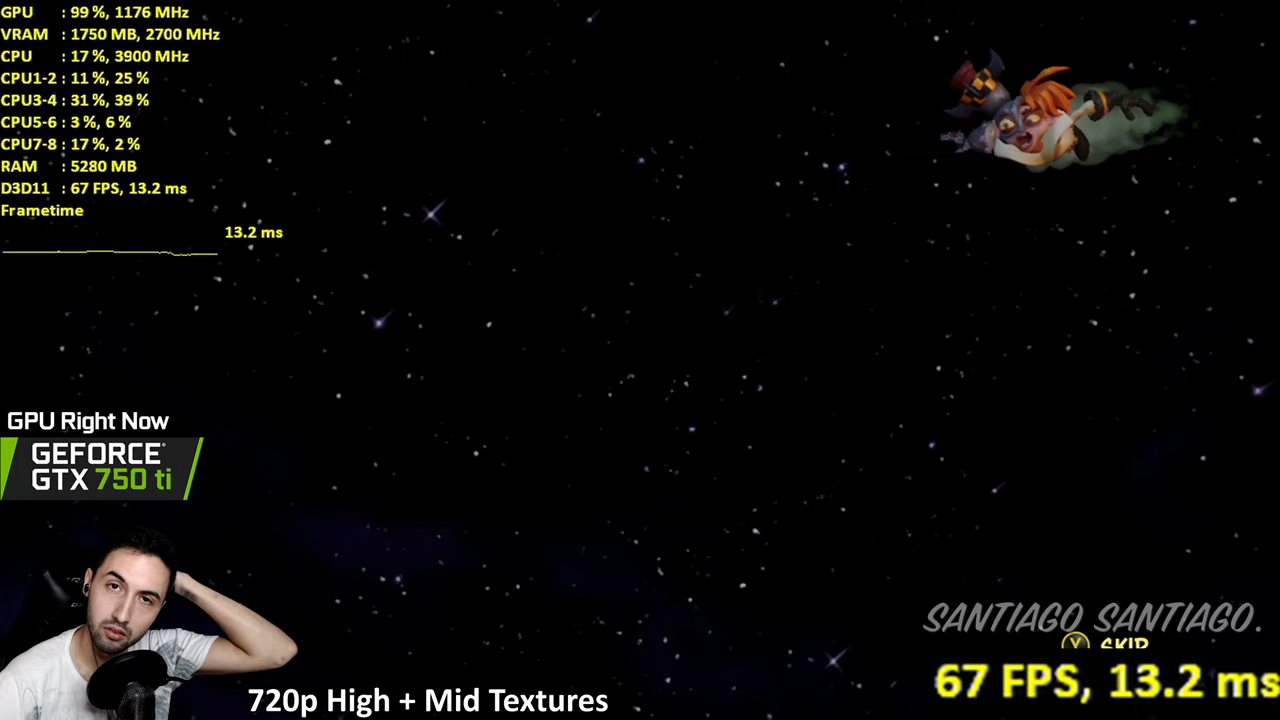 GPU : 99 %, 1176 MHz
VRAM : 1750 MB, 2700 MHz
CPU : 17 %, 3900 MHz
CPU1-2 : 11 %, 25 %
CPU3-4 : 31 %, 39 %
CPU5-6 : 3 %, 6 %
CPU7-8 : 17 %, 2 %
RAM : 5280 MB
D3D11 : 67 FPS, 13.2 ms
Frametime
13.2 ms
GPU Right Now
GEFORCE
GTX 750 ti
SANTIAGO SANTIAGO.
Y SKIP
67 FPS, 13.2 ms
720p High + Mid Textures